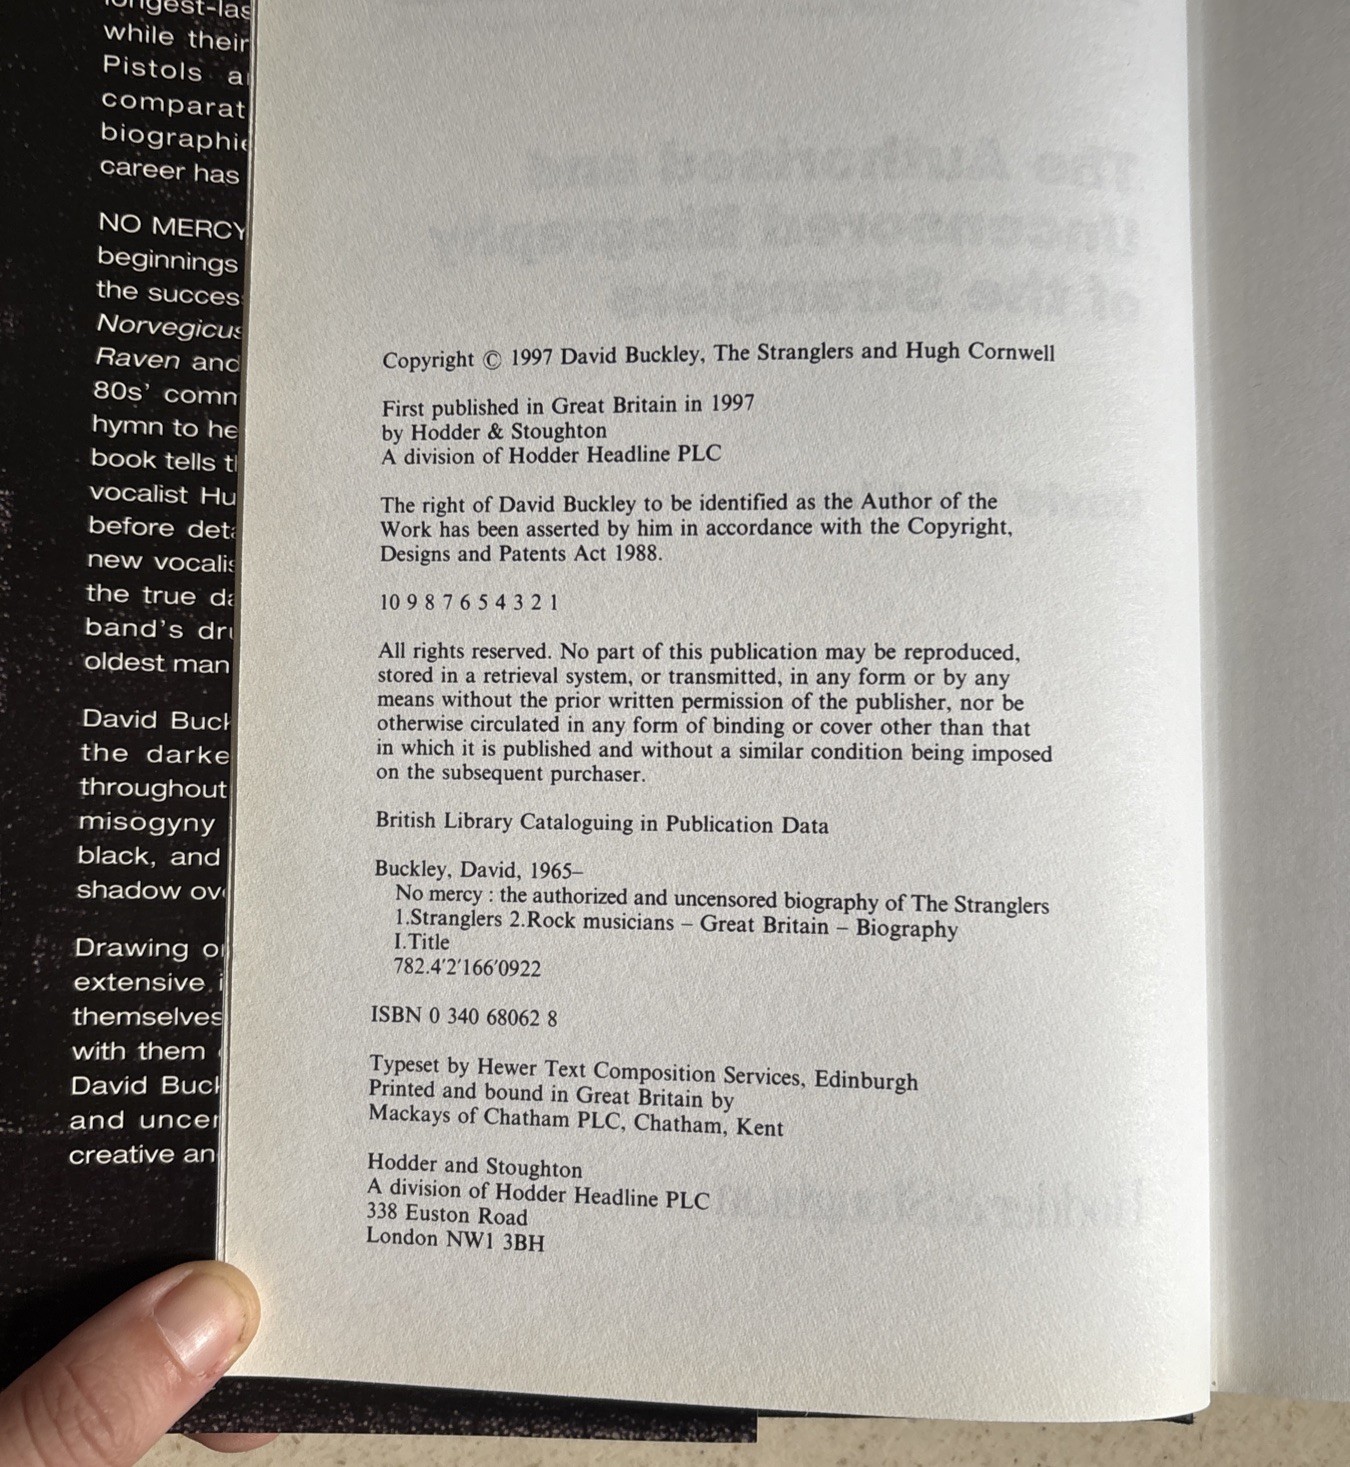 while their
Pistols
comparat
biographie
career has
NO MERCY
beginnings
the succes
Norvegicus
Raven and
80s' comm
hymn to he
book tells
vocalist Hu
before deta
new vocalis
the true da
band's dru
oldest man
David Buck
the darke
throughout
misogyny
black, and
shadow ov
Drawing
extensive
themselves
with them
David Buck
and uncen
creative an
The Authorised and
Uncensored Biography
of the Stranglers
Copyright © 1997 David Buckley, The Stranglers and Hugh Cornwell
First published in Great Britain in 1997
by Hodder & Stoughton
A division of Hodder Headline PLC
The right of David Buckley to be identified as the Author of the
Work has been asserted by him in accordance with the Copyright,
Designs and Patents Act 1988.
10 9 8 7 6 5 4 3 2 1
All rights reserved. No part of this publication may be reproduced,
stored in a retrieval system, or transmitted, in any form or by any
means without the prior written permission of the publisher, nor be
otherwise circulated in any form of binding or cover other than that
in which it is published and without a similar condition being imposed
on the subsequent purchaser.
British Library Cataloguing in Publication Data
Buckley, David, 1965–
No mercy : the authorized and uncensored biography of The Stranglers
1.Stranglers 2.Rock musicians – Great Britain – Biography
I.Title
782.4'2'166'0922
ISBN 0 340 68062 8
Typeset by Hewer Text Composition Services, Edinburgh
Printed and bound in Great Britain by
Mackays of Chatham PLC, Chatham, Kent
Hodder and Stoughton
A division of Hodder Headline PLC
338 Euston Road
London NW1 3BH